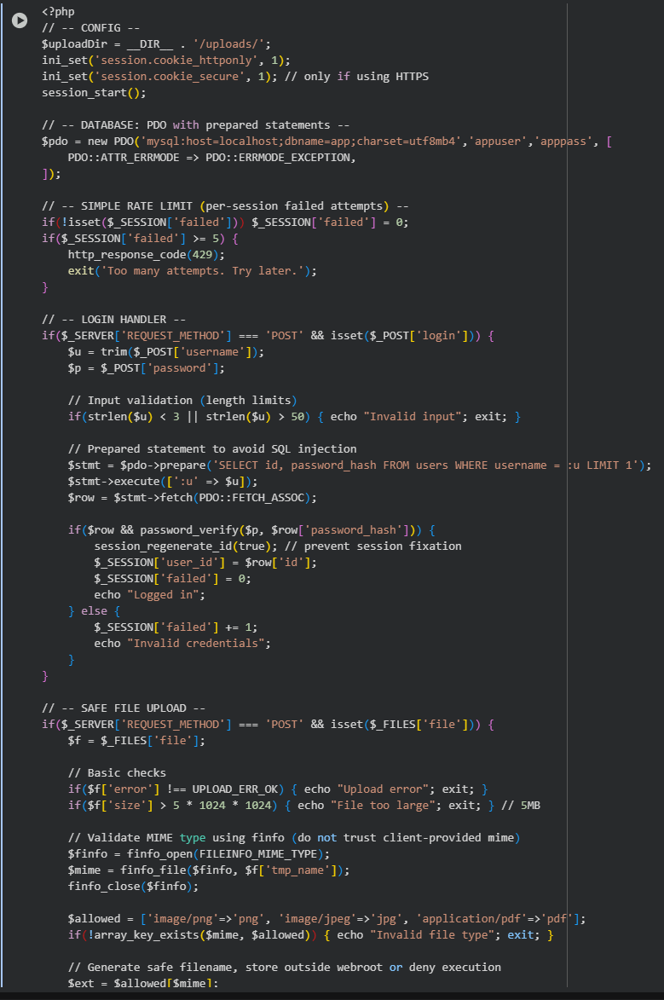 <?php
// -- CONFIG --
$uploadDir = __DIR__ . '/uploads/';
ini_set('session.cookie_httponly', 1);
ini_set('session.cookie_secure', 1); // only if using HTTPS
session_start();

// -- DATABASE: PDO with prepared statements --
$pdo = new PDO('mysql:host=localhost;dbname=app;charset=utf8mb4','appuser','apppass', [
    PDO::ATTR_ERRMODE => PDO::ERRMODE_EXCEPTION,
]);

// -- SIMPLE RATE LIMIT (per-session failed attempts) --
if(!isset($_SESSION['failed'])) $_SESSION['failed'] = 0;
if($_SESSION['failed'] >= 5) {
    http_response_code(429);
    exit('Too many attempts. Try later.');
}

// -- LOGIN HANDLER --
if($_SERVER['REQUEST_METHOD'] === 'POST' && isset($_POST['login'])) {
    $u = trim($_POST['username']);
    $p = $_POST['password'];

    // Input validation (length limits)
    if(strlen($u) < 3 || strlen($u) > 50) { echo "Invalid input"; exit; }

    // Prepared statement to avoid SQL injection
    $stmt = $pdo->prepare('SELECT id, password_hash FROM users WHERE username = :u LIMIT 1');
    $stmt->execute([':u' => $u]);
    $row = $stmt->fetch(PDO::FETCH_ASSOC);

    if($row && password_verify($p, $row['password_hash'])) {
        session_regenerate_id(true); // prevent session fixation
        $_SESSION['user_id'] = $row['id'];
        $_SESSION['failed'] = 0;
        echo "Logged in";
    } else {
        $_SESSION['failed'] += 1;
        echo "Invalid credentials";
    }
}

// -- SAFE FILE UPLOAD --
if($_SERVER['REQUEST_METHOD'] === 'POST' && isset($_FILES['file'])) {
    $f = $_FILES['file'];

    // Basic checks
    if($f['error'] !== UPLOAD_ERR_OK) { echo "Upload error"; exit; }
    if($f['size'] > 5 * 1024 * 1024) { echo "File too large"; exit; } // 5MB

    // Validate MIME type using finfo (do not trust client-provided mime)
    $finfo = finfo_open(FILEINFO_MIME_TYPE);
    $mime = finfo_file($finfo, $f['tmp_name']);
    finfo_close($finfo);

    $allowed = ['image/png'=>'png', 'image/jpeg'=>'jpg', 'application/pdf'=>'pdf'];
    if(!array_key_exists($mime, $allowed)) { echo "Invalid file type"; exit; }

    // Generate safe filename, store outside webroot or deny execution
    $ext = $allowed[$mime];